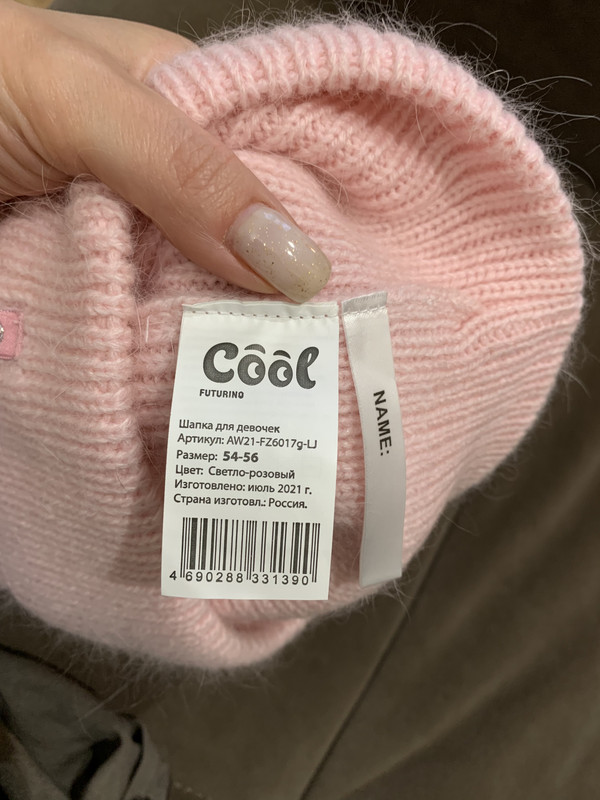 Cool
FUTURINO
Шапка для девочек
Артикул: AW21-FZ6017g-LJ
Размер: 54-56
Цвет: Светло-розовый
Изготовлено: июль 2021 г.
Страна изготовл.: Россия.
4 690288 331390
NAME: